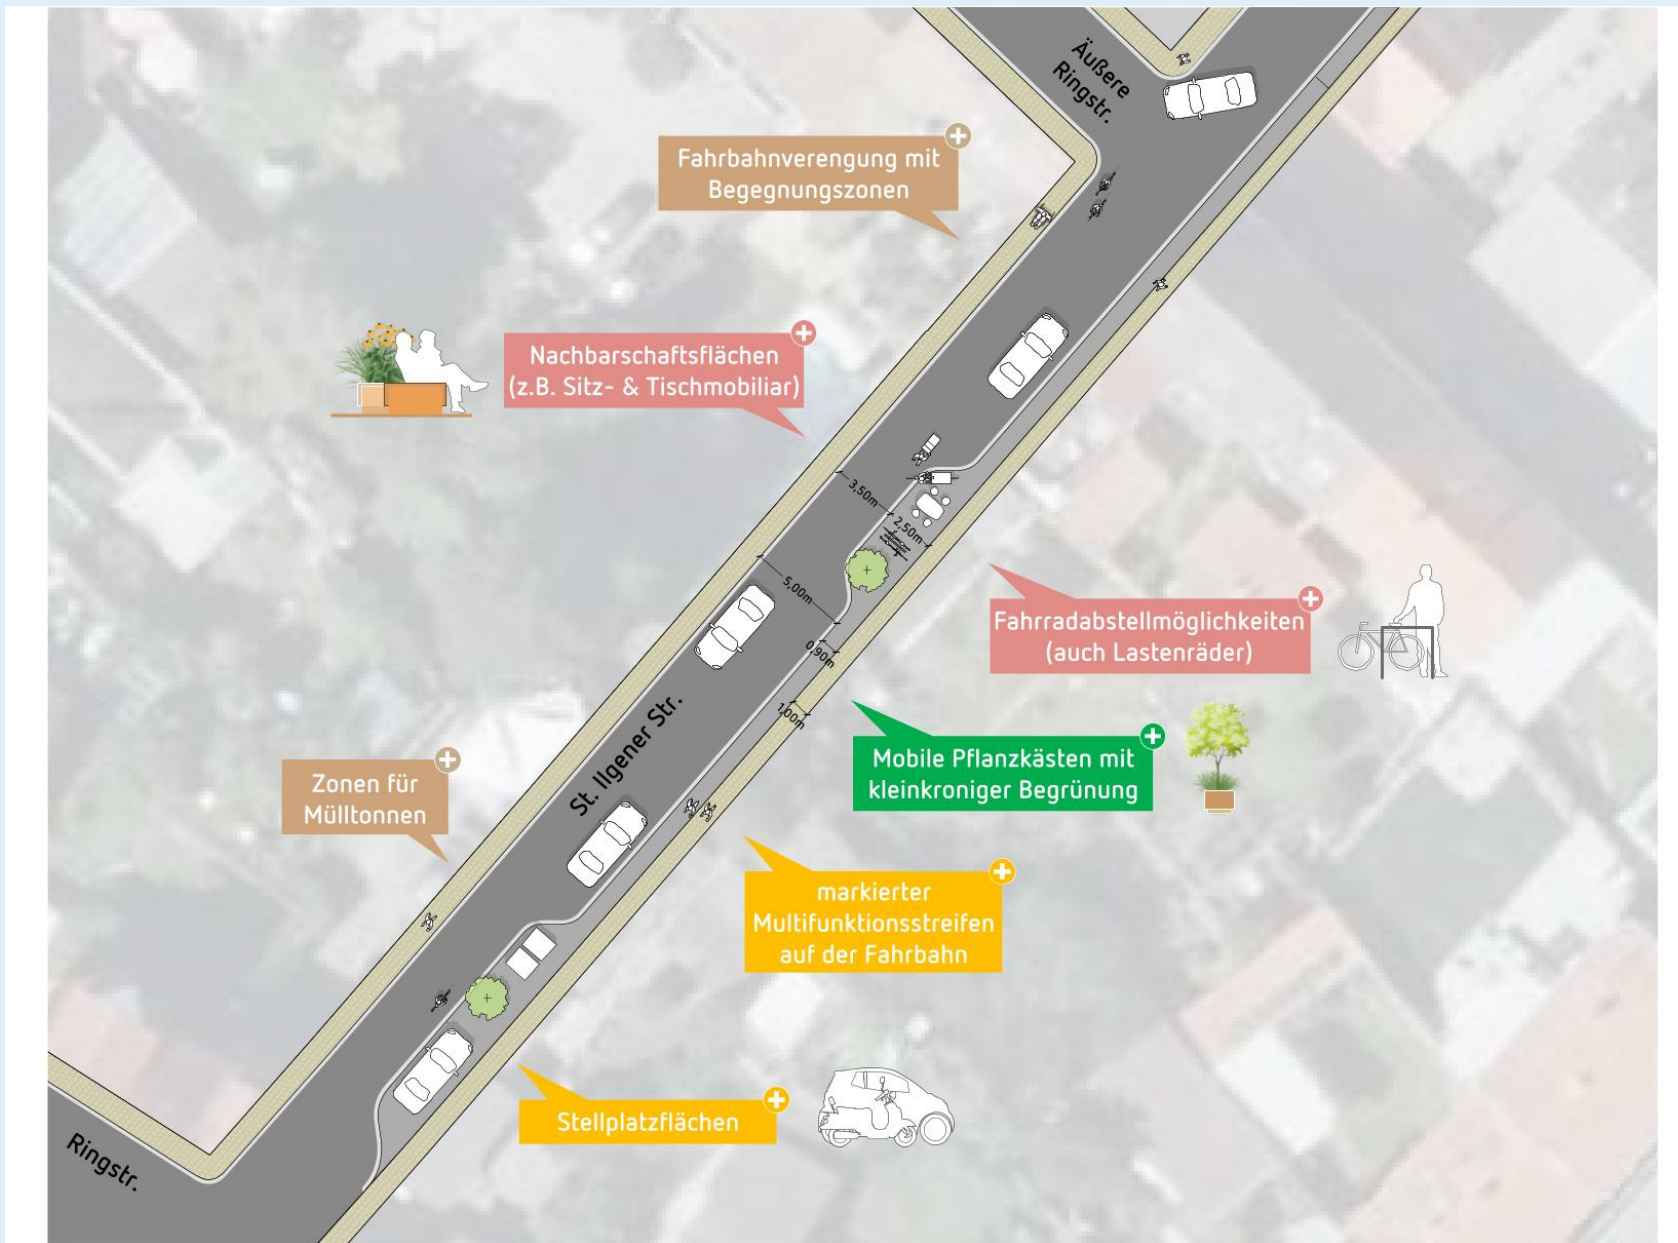 Äußere
Ringstr.
Fahrbahnverengung mit
Begegnungszonen
Nachbarschaftsflächen
(z.B. Sitz- & Tischmobiliar)
3,50m
2,50m
5,00m
0,90m
1,00m
Fahrradabstellmöglichkeiten
(auch Lastenräder)
St. Ilgener Str.
Mobile Pflanzkästen mit
kleinkroniger Begrünung
Zonen für
Mülltonnen
markierter
Multifunktionsstreifen
auf der Fahrbahn
Stellplatzflächen
Ringstr.